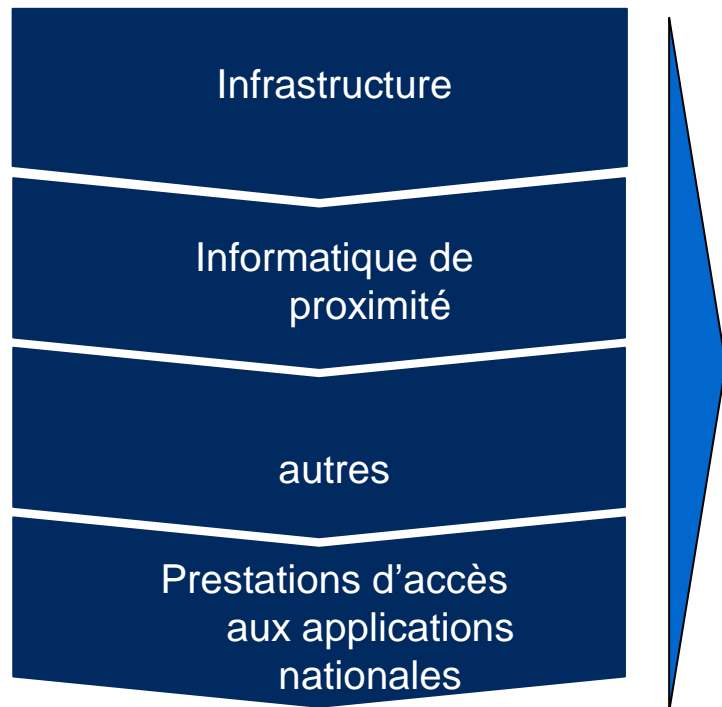 Infrastructure
Informatique de
proximité
autres
Prestations d’accès
aux applications
nationales